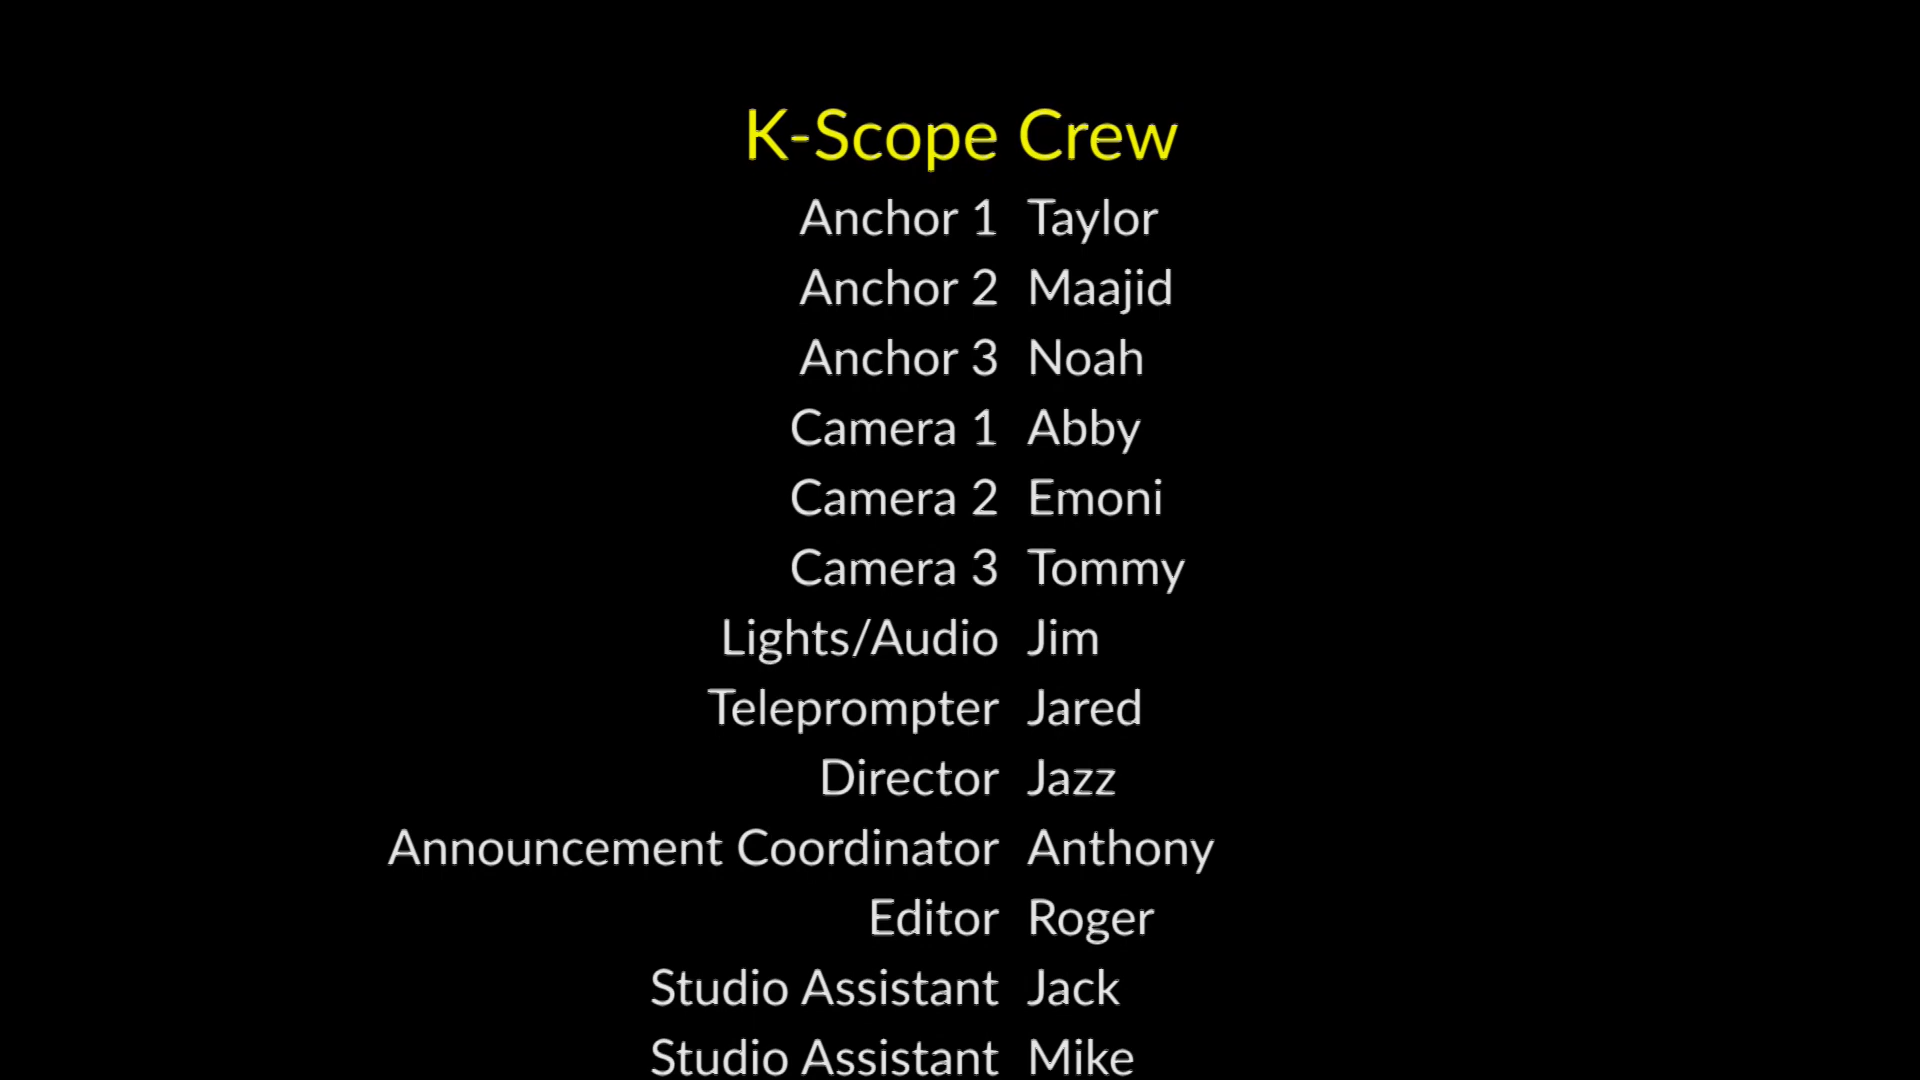 K-Scope Crew
Anchor 1 Taylor
Anchor 2 Maajid
Anchor 3 Noah
Camera 1 Abby
Camera 2 Emoni
Camera 3 Tommy
Lights/Audio Jim
Teleprompter Jared
Director Jazz
Announcement Coordinator Anthony
Editor Roger
Studio Assistant Jack
Studio Assistant Mike